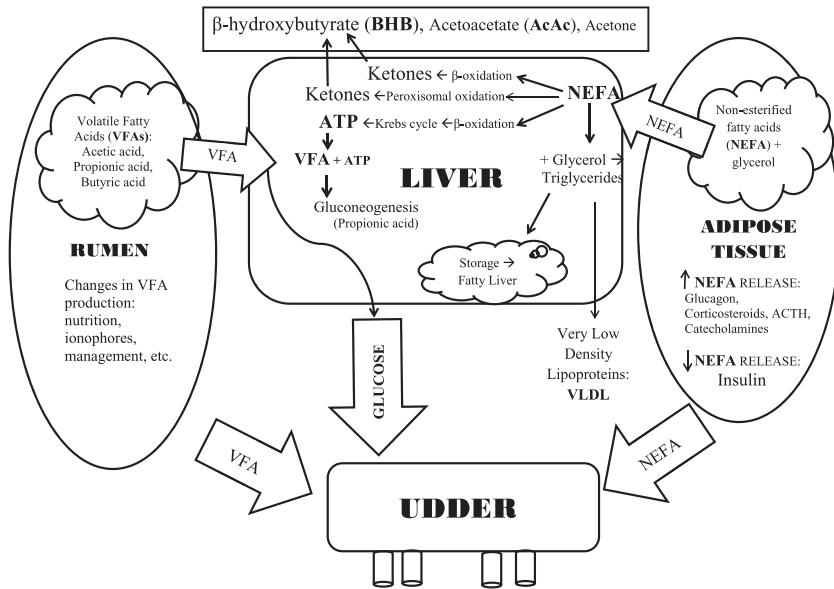 β-hydroxybutyrate (BHB), Acetoacetate (AcAc), Acetone
Ketones ← β-oxidation
Ketones ← Peroxisomal oxidation
NEFA
ATP ← Krebs cycle ← β-oxidation
VFA + ATP
Gluconeogenesis
(Propionic acid)
LIVER
+ Glycerol →
Triglycerides
Storage →
Fatty Liver
Very Low
Density
Lipoproteins:
VLDL
Volatile Fatty
Acids (VFAs):
Acetic acid,
Propionic acid,
Butyric acid
VFA
RUMEN
Changes in VFA
production:
nutrition,
ionophores,
management, etc.
VFA
GLUCOSE
NEFA
Non-esterified
fatty acids
(NEFA) +
glycerol
ADIPOSE
TISSUE
↑ NEFA RELEASE:
Glucagon,
Corticosteroids, ACTH,
Catecholamines
↓ NEFA RELEASE:
Insulin
NEFA
UDDER